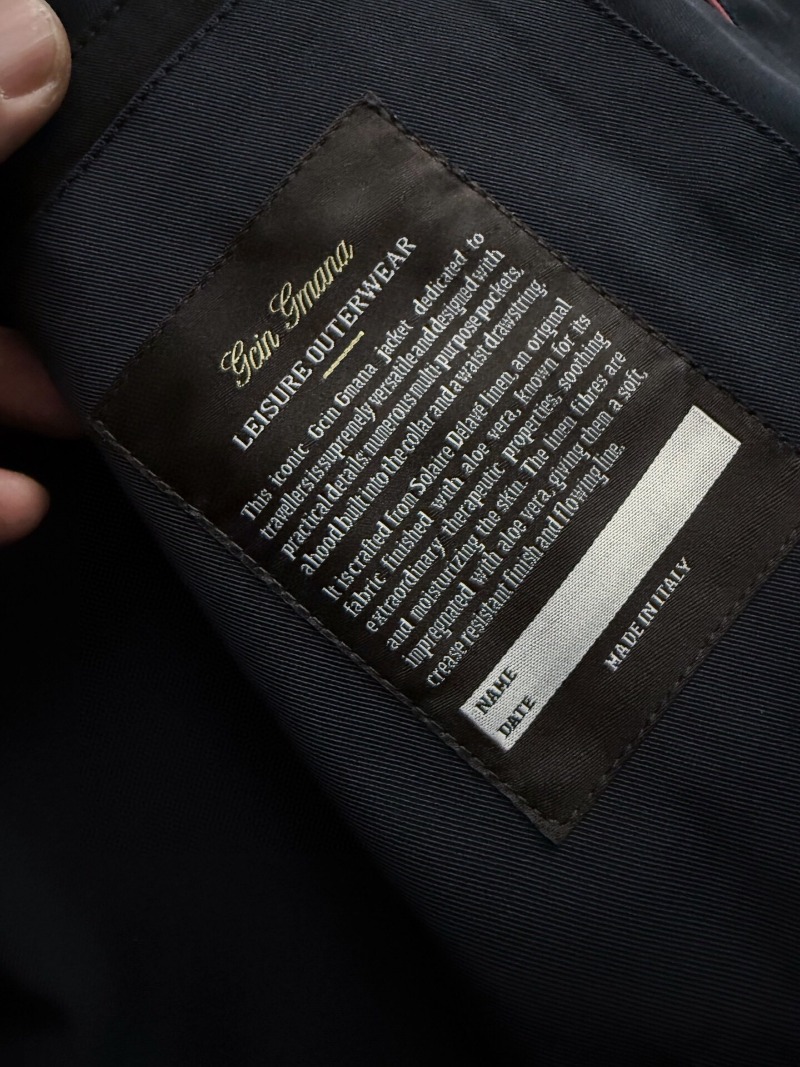 Gcin Gmana
LEISURE OUTERWEAR
This iconic Gcin Gmana jacket dedicated to
travellers is supremely versatile and designed with
practical details: numerous multi purpose pockets,
a hood built into the collar and a waist drawstring.
It is crafted from Solaire Delavé linen, an original
fabric finished with aloe vera, known for its
extraordinary therapeutic properties, soothing
and moisturizing the skin. The linen fibres are
impregnated with aloe vera, giving them a soft,
crease resistant finish and flowing line.
NAME
DATE
MADE IN ITALY